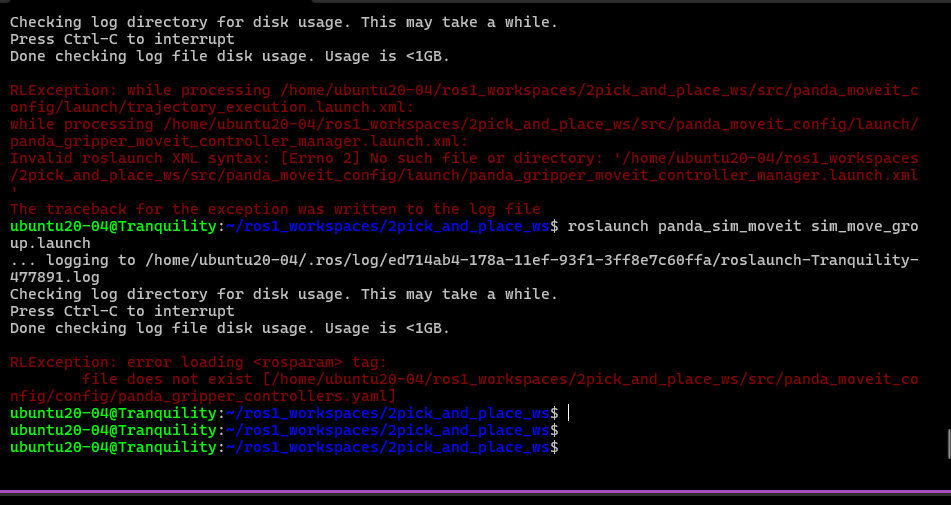 Checking log directory for disk usage. This may take a while.
Press Ctrl-C to interrupt
Done checking log file disk usage. Usage is <1GB.
RLException: while processing /home/ubuntu20-04/ros1_workspaces/2pick_and_place_ws/src/panda_moveit_c
onfig/launch/trajectory_execution.launch.xml:
while processing /home/ubuntu20-04/ros1_workspaces/2pick_and_place_ws/src/panda_moveit_config/launch/
panda_gripper_moveit_controller_manager.launch.xml:
Invalid roslaunch XML syntax: [Errno 2] No such file or directory: '/home/ubuntu20-04/ros1_workspaces
/2pick_and_place_ws/src/panda_moveit_config/launch/panda_gripper_moveit_controller_manager.launch.xml
'
The traceback for the exception was written to the log file
ubuntu20-04@Tranquility:~/ros1_workspaces/2pick_and_place_ws$ roslaunch panda_sim_moveit sim_move_gro
up.launch
... logging to /home/ubuntu20-04/.ros/log/ed714ab4-178a-11ef-93f1-3ff8e7c60ffa/roslaunch-Tranquility-
477891.log
Checking log directory for disk usage. This may take a while.
Press Ctrl-C to interrupt
Done checking log file disk usage. Usage is <1GB.
RLException: error loading <rosparam> tag:
file does not exist [/home/ubuntu20-04/ros1_workspaces/2pick_and_place_ws/src/panda_moveit_co
nfig/config/panda_gripper_controllers.yaml]
ubuntu20-04@Tranquility:~/ros1_workspaces/2pick_and_place_ws$
ubuntu20-04@Tranquility:~/ros1_workspaces/2pick_and_place_ws$
ubuntu20-04@Tranquility:~/ros1_workspaces/2pick_and_place_ws$